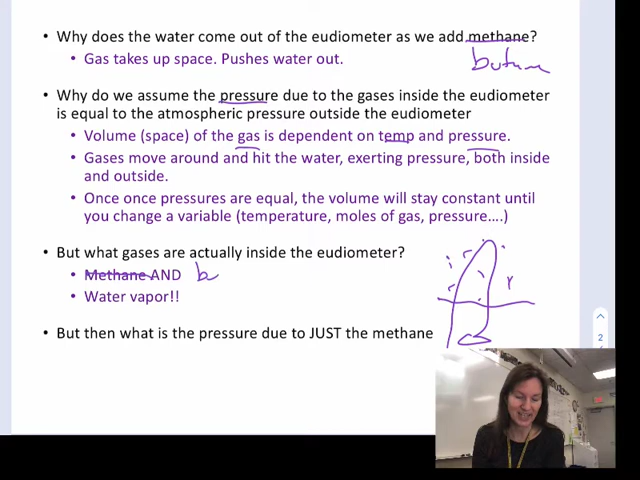 • Why does the water come out of the eudiometer as we add methane?
• Gas takes up space. Pushes water out.
butane
• Why do we assume the pressure due to the gases inside the eudiometer
is equal to the atmospheric pressure outside the eudiometer
• Volume (space) of the gas is dependent on temp and pressure.
• Gases move around and hit the water, exerting pressure, both inside
and outside.
• Once once pressures are equal, the volume will stay constant until
you change a variable (temperature, moles of gas, pressure....)
• But what gases are actually inside the eudiometer?
• Methane AND b
• Water vapor!!
• But then what is the pressure due to JUST the methane
2